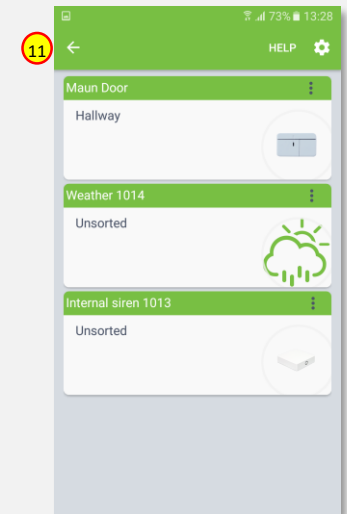 73% 13:28
11
HELP
Maun Door
Hallway
Weather 1014
Unsorted
Internal siren 1013
Unsorted